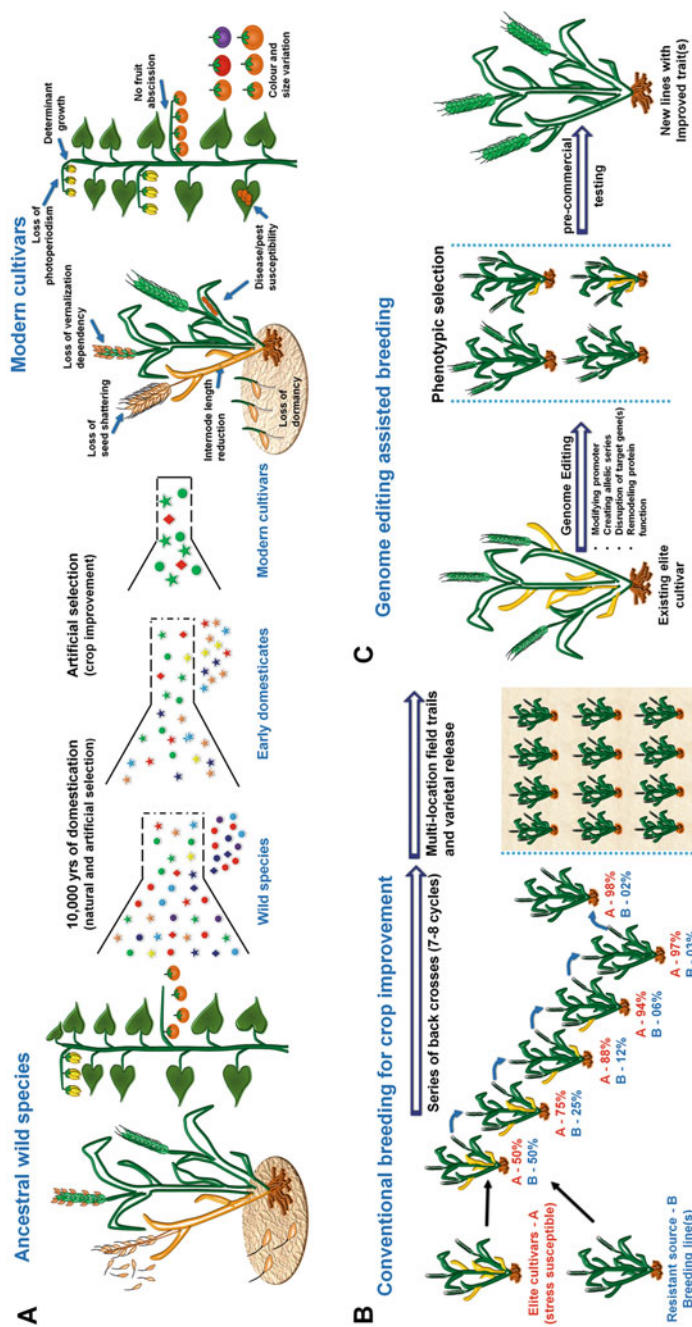 A
Ancestral wild species
10,000 yrs of domestication
(natural and artificial selection)
Artificial selection
(crop improvement)
Wild species
Early domesticates
Modern cultivars
Modern cultivars
Loss of
seed shattering
Loss of vernalization
dependency
Internode length
reduction
Loss of
dormancy
Disease/pest
susceptibility
Loss of
photoperiodism
Determinant
growth
No fruit
abscission
Colour and
size variation
B
Conventional breeding for crop improvement
Series of back crosses (7-8 cycles)
Multi-location field trails
and varietal release
Elite cultivars - A
(stress susceptible)
Resistant source - B
Breeding line(s)
A - 50%
B - 50%
A - 75%
B - 25%
A - 88%
B - 12%
A - 94%
B - 06%
A - 97%
B - 03%
A - 98%
B - 02%
C
Genome editing assisted breeding
Existing elite
cultivar
Genome Editing
• Modifying promoter
• Creating allelic series
• Disruption of target gene(s)
• Remodeling protein
function
Phenotypic selection
pre-commercial
testing
New lines with
Improved trait(s)